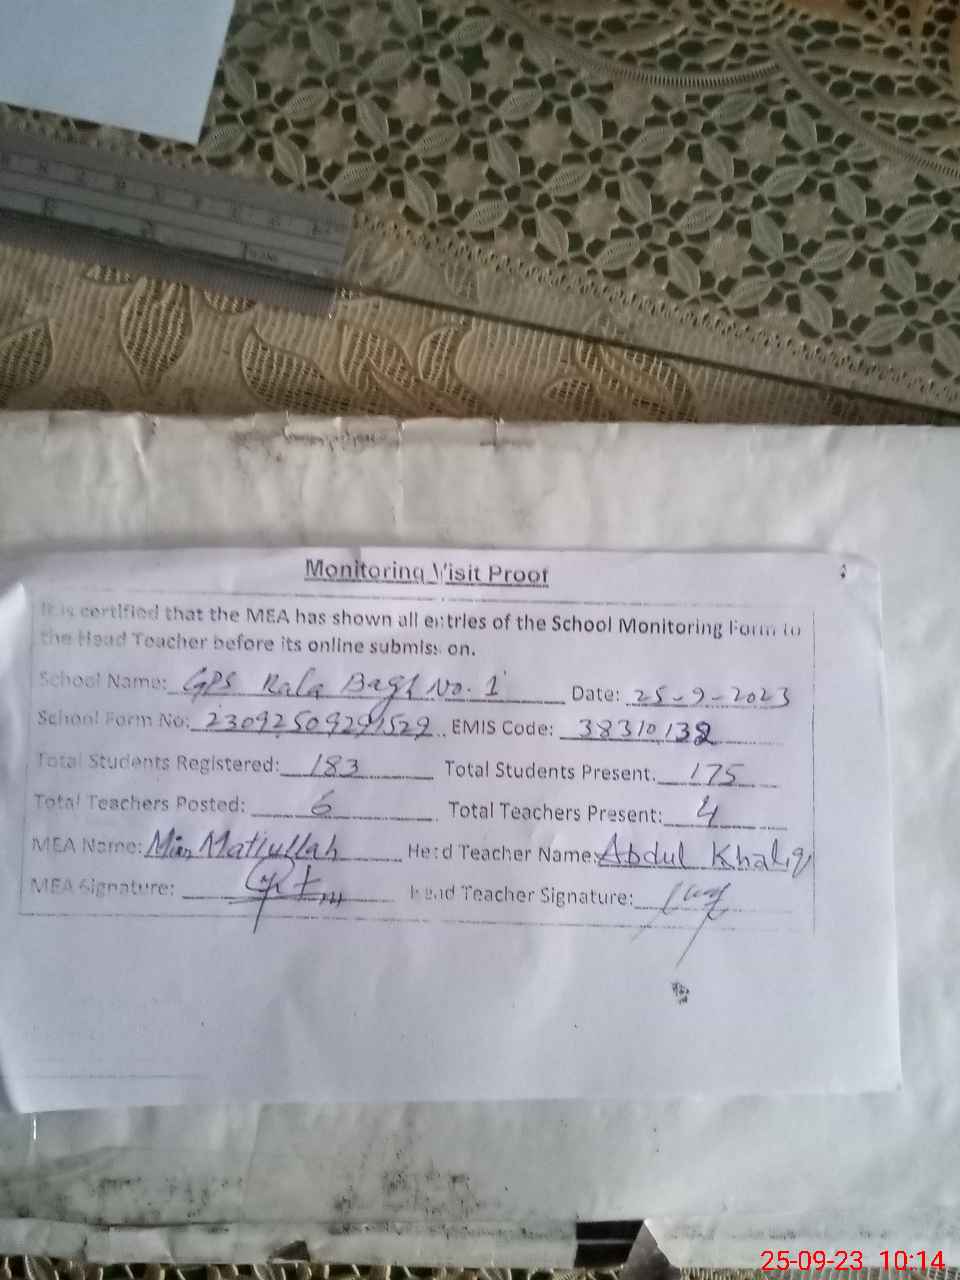 Monitoring Visit Proof
It is certified that the MEA has shown all entries of the School Monitoring Form to
the Head Teacher before its online submission.
School Name: GPS Kala Bagh No. 1 Date: 25-9-2023
School Form No: EMIS Code: 38310138
Total Students Registered: 183 Total Students Present: 175
Total Teachers Posted: 6 Total Teachers Present: 4
MEA Name: Mian Matiullah Head Teacher Name: Abdul Khaliq
MEA Signature: Head Teacher Signature:
25-09-23 10:14